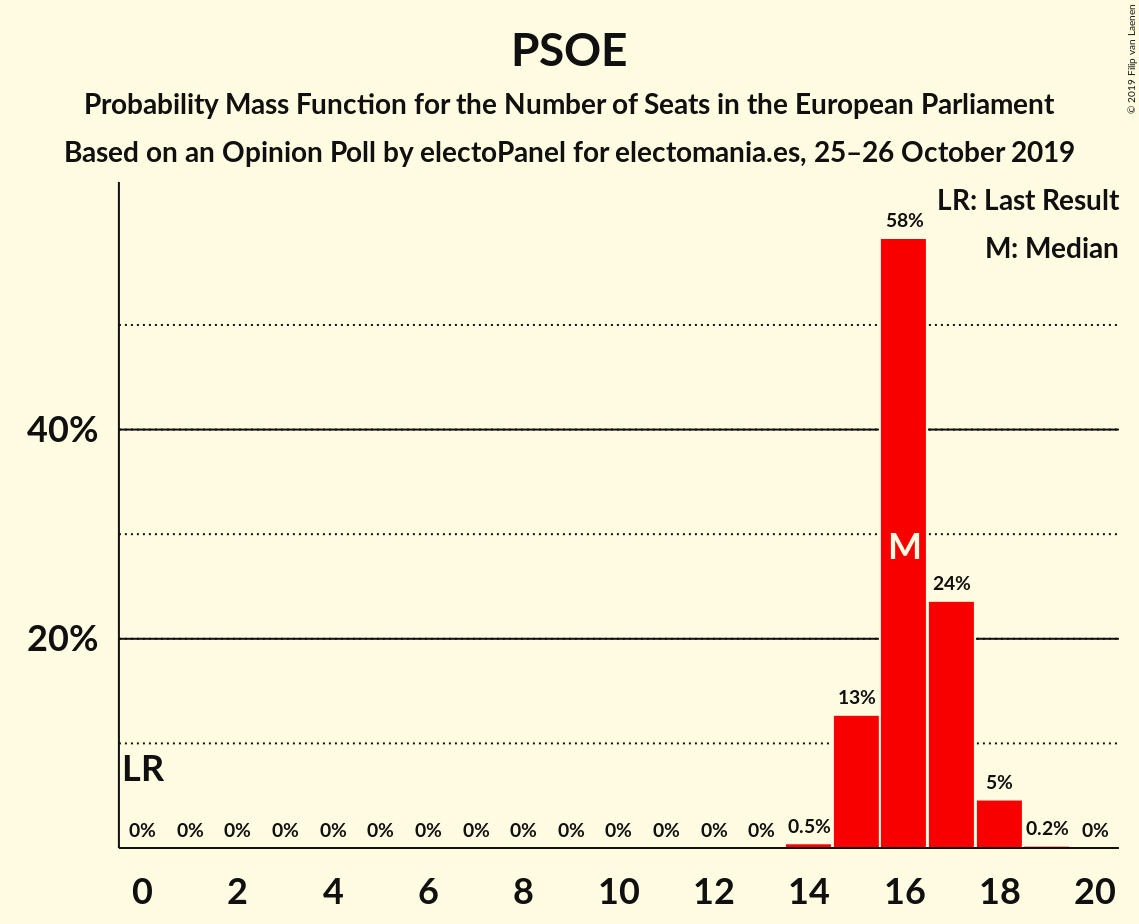 PSOE
Probability Mass Function for the Number of Seats in the European Parliament
Based on an Opinion Poll by electoPanel for electomania.es, 25–26 October 2019
© 2019 Filip van Laenen
LR: Last Result
M: Median
58%
40%
M
24%
20%
13%
LR
5%
0% 0% 0% 0% 0% 0% 0% 0% 0% 0% 0% 0% 0% 0% 0.5% 0.2% 0%
0 2 4 6 8 10 12 14 16 18 20